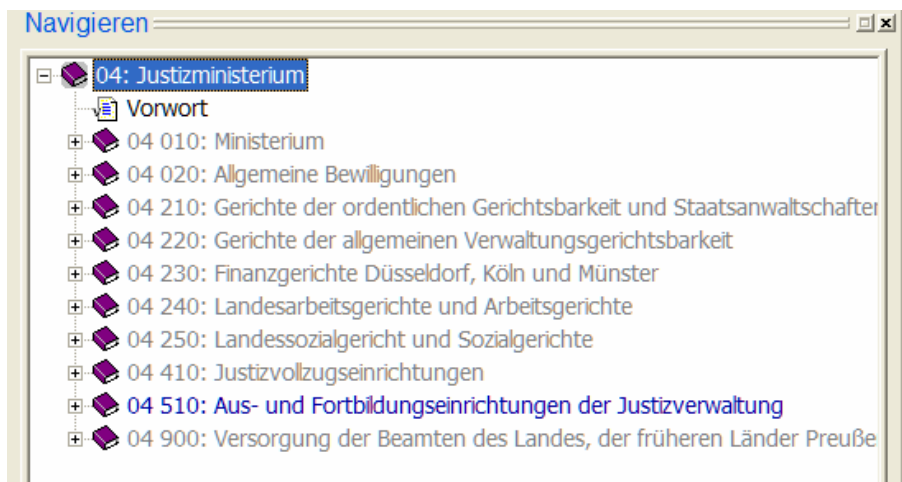 Navigieren
04: Justizministerium
Vorwort
04 010: Ministerium
04 020: Allgemeine Bewilligungen
04 210: Gerichte der ordentlichen Gerichtsbarkeit und Staatsanwaltschaften
04 220: Gerichte der allgemeinen Verwaltungsgerichtsbarkeit
04 230: Finanzgerichte Düsseldorf, Köln und Münster
04 240: Landesarbeitsgerichte und Arbeitsgerichte
04 250: Landessozialgericht und Sozialgerichte
04 410: Justizvollzugseinrichtungen
04 510: Aus- und Fortbildungseinrichtungen der Justizverwaltung
04 900: Versorgung der Beamten des Landes, der früheren Länder Preuße